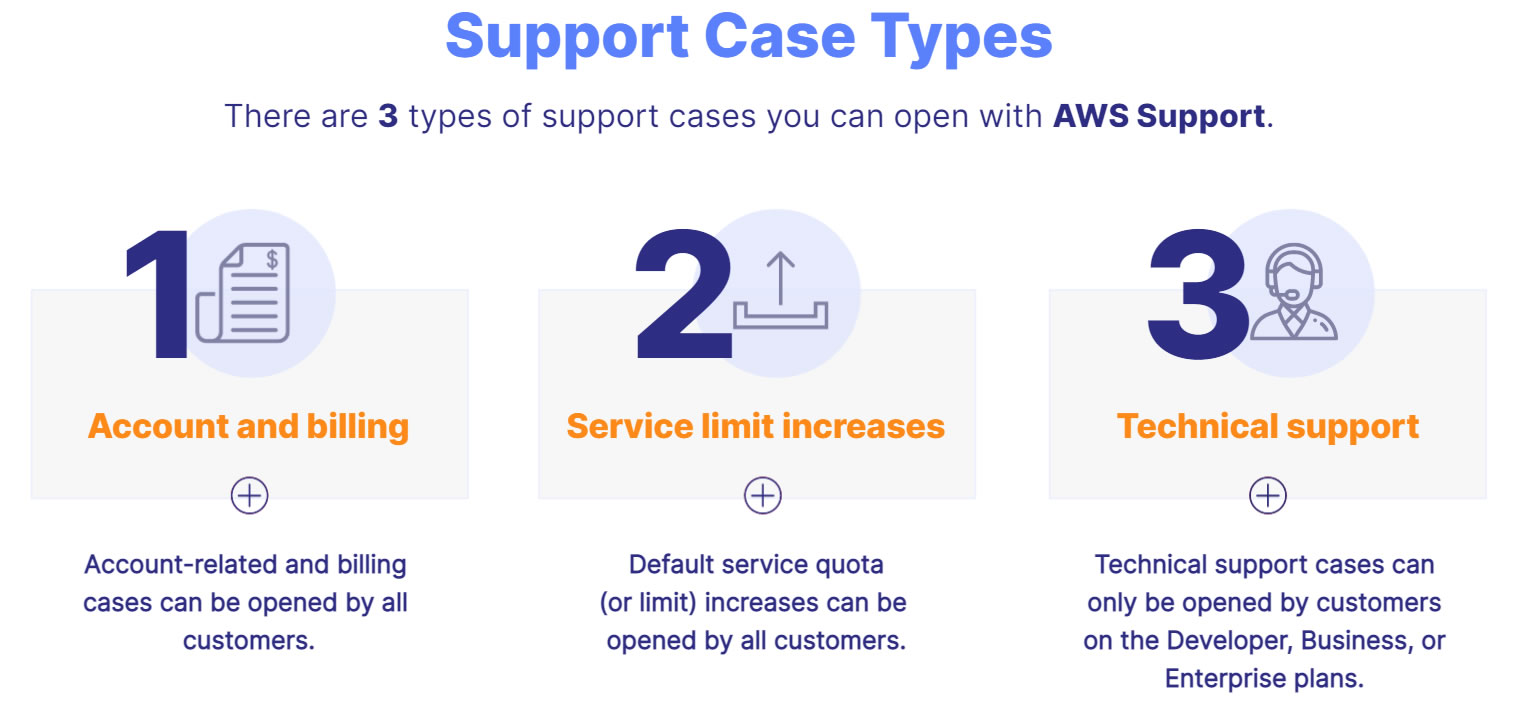 Support Case Types
There are 3 types of support cases you can open with AWS Support.
1
$
Account and billing
Account-related and billing
cases can be opened by all
customers.
2
Service limit increases
Default service quota
(or limit) increases can be
opened by all customers.
3
Technical support
Technical support cases can
only be opened by customers
on the Developer, Business, or
Enterprise plans.